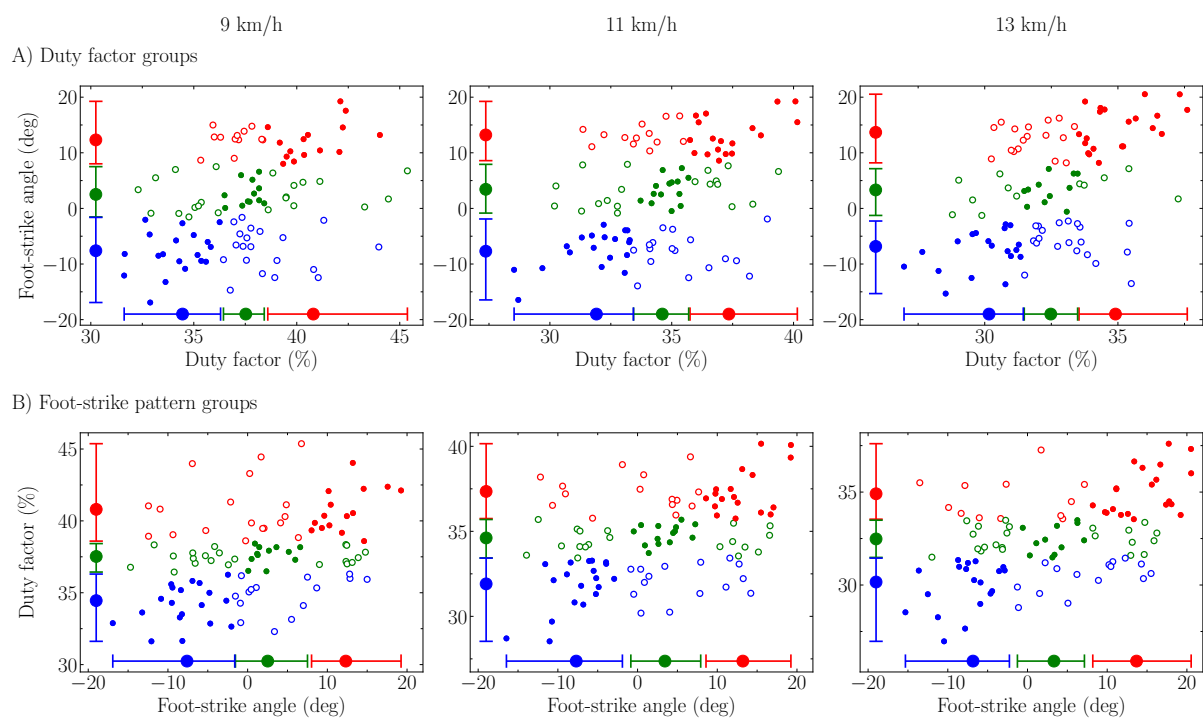 9 km/h 11 km/h 13 km/h
A) Duty factor groups
Foot-strike angle (deg)
20
10
0
−10
−20
30 35 40 45
Duty factor (%)
20
10
0
−10
−20
30 35 40
Duty factor (%)
20
10
0
−10
−20
30 35
Duty factor (%)
B) Foot-strike pattern groups
Duty factor (%)
45
40
35
30
−20 −10 0 10 20
Foot-strike angle (deg)
40
35
30
−20 −10 0 10 20
Foot-strike angle (deg)
35
30
−20 −10 0 10 20
Foot-strike angle (deg)